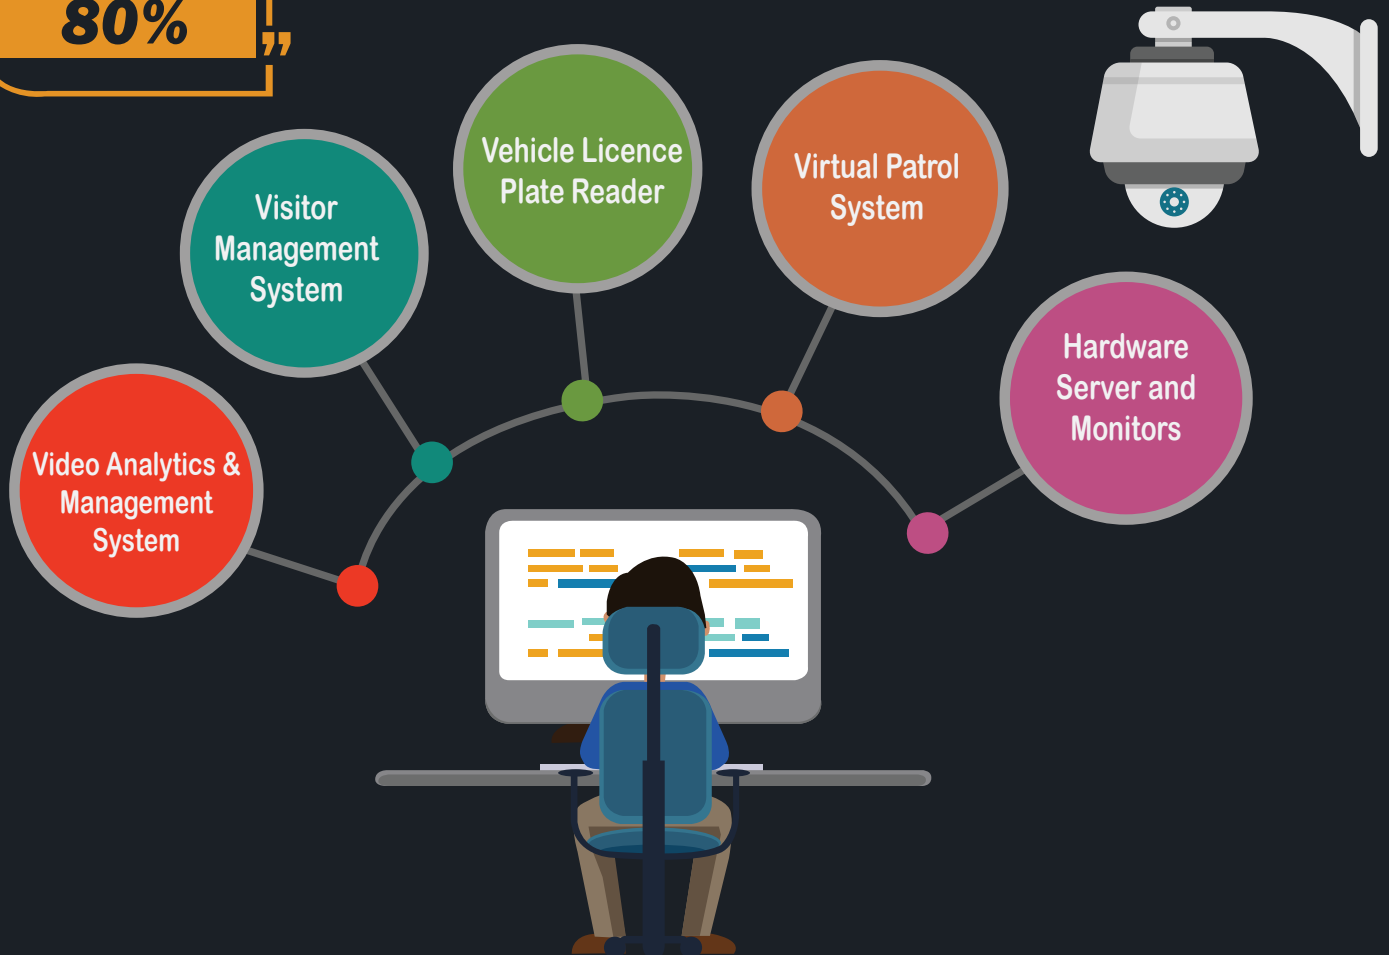 80%
”
Vehicle Licence
Plate Reader
Virtual Patrol
System
Visitor
Management
System
Hardware
Server and
Monitors
Video Analytics &
Management
System